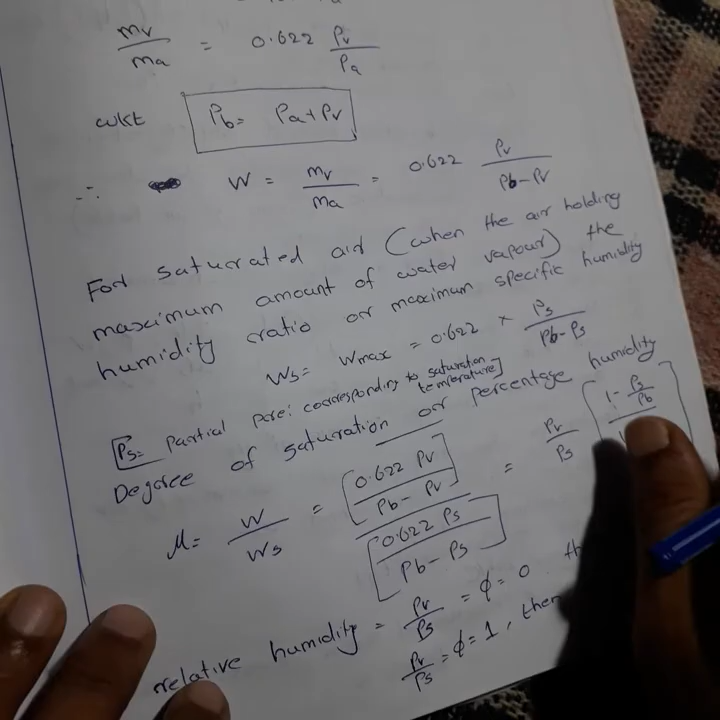 mv/ma = 0.622 Pv/Pa
wkt Pb = Pa+Pv
∴ W = mv/ma = 0.622 Pv/Pb-Pv
For saturated air (when the air holding
maximum amount of water vapour) the
humidity ratio or maximum specific humidity
Ws = Wmax = 0.622 × Ps/Pb-Ps
[Ps = partial pre: corresponding to saturation
temperature]
Degree of saturation or percentage humidity
μ = W/Ws = [0.622 Pv/Pb-Pv]/[0.622 Ps/Pb-Ps] = Pv/Ps [1-Ps/Pb
relative humidity = Pv/Ps = ϕ = 0
Pv/Ps = ϕ = 1, then